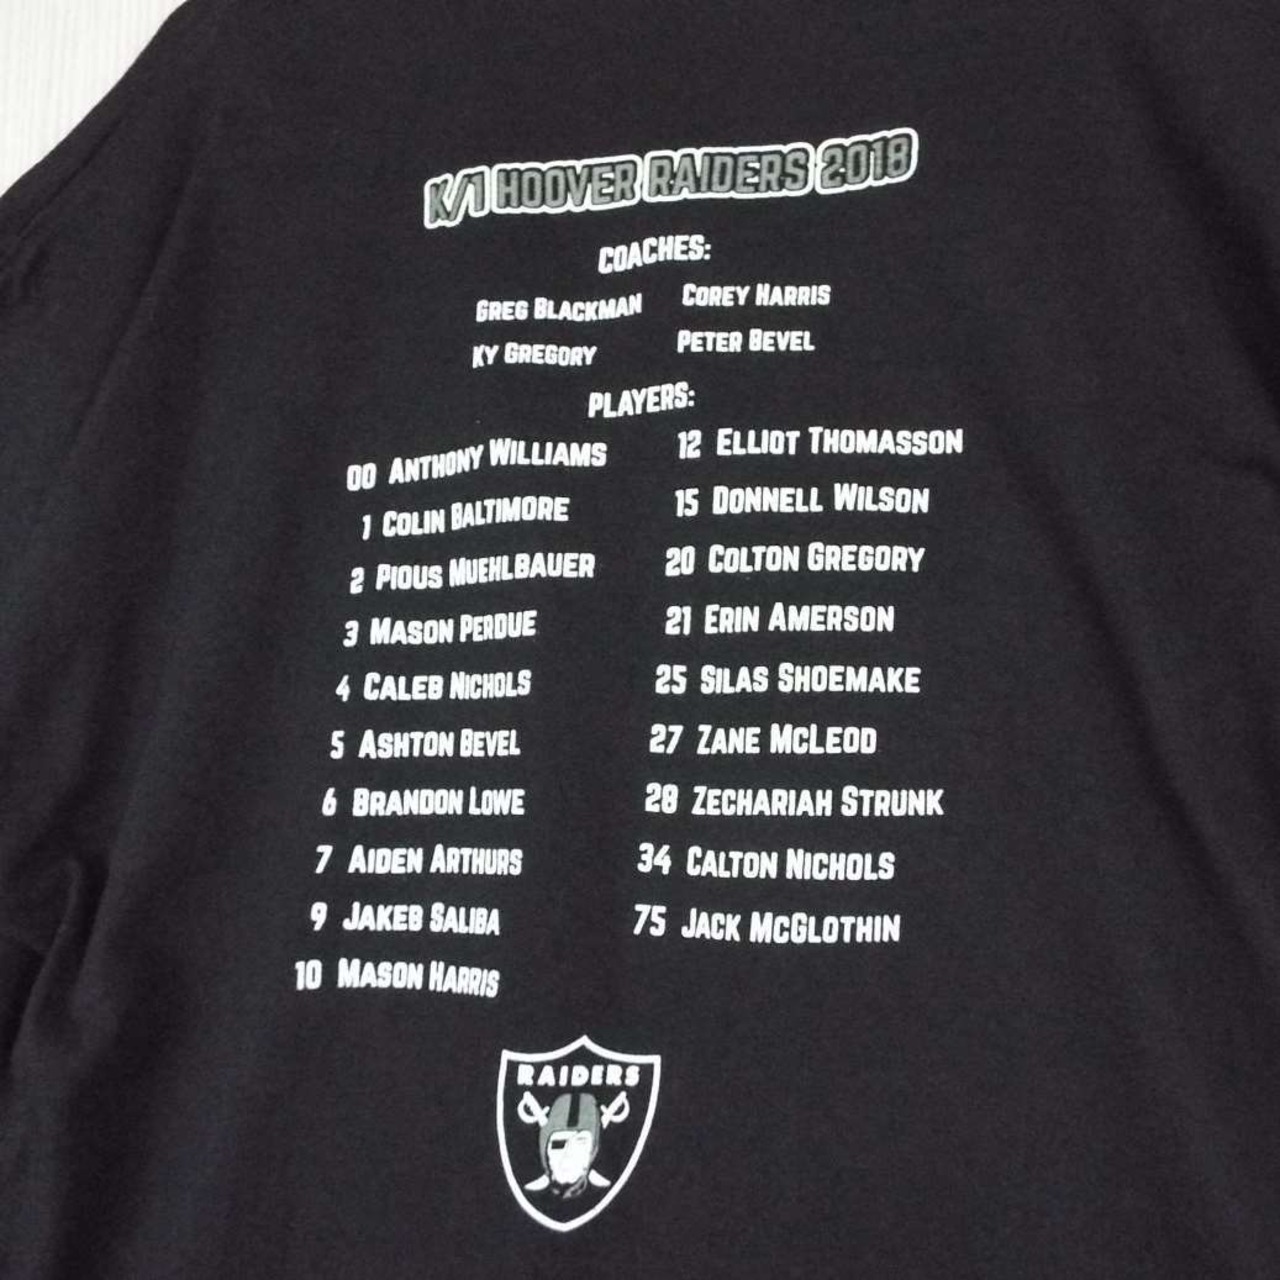 K/1 HOOVER RAIDERS 2018
COACHES:
GREG BLACKMAN COREY HARRIS
KY GREGORY PETER BEVEL
PLAYERS:
00 ANTHONY WILLIAMS
1 COLIN BALTIMORE
2 PIOUS MUEHLBAUER
3 MASON PERDUE
4 CALEB NICHOLS
5 ASHTON BEVEL
6 BRANDON LOWE
7 AIDEN ARTHURS
9 JAKEB SALIBA
10 MASON HARRIS
12 ELLIOT THOMASSON
15 DONNELL WILSON
20 COLTON GREGORY
21 ERIN AMERSON
25 SILAS SHOEMAKE
27 ZANE MCLEOD
28 ZECHARIAH STRUNK
34 CALTON NICHOLS
75 JACK MCGLOTHIN
RAIDERS